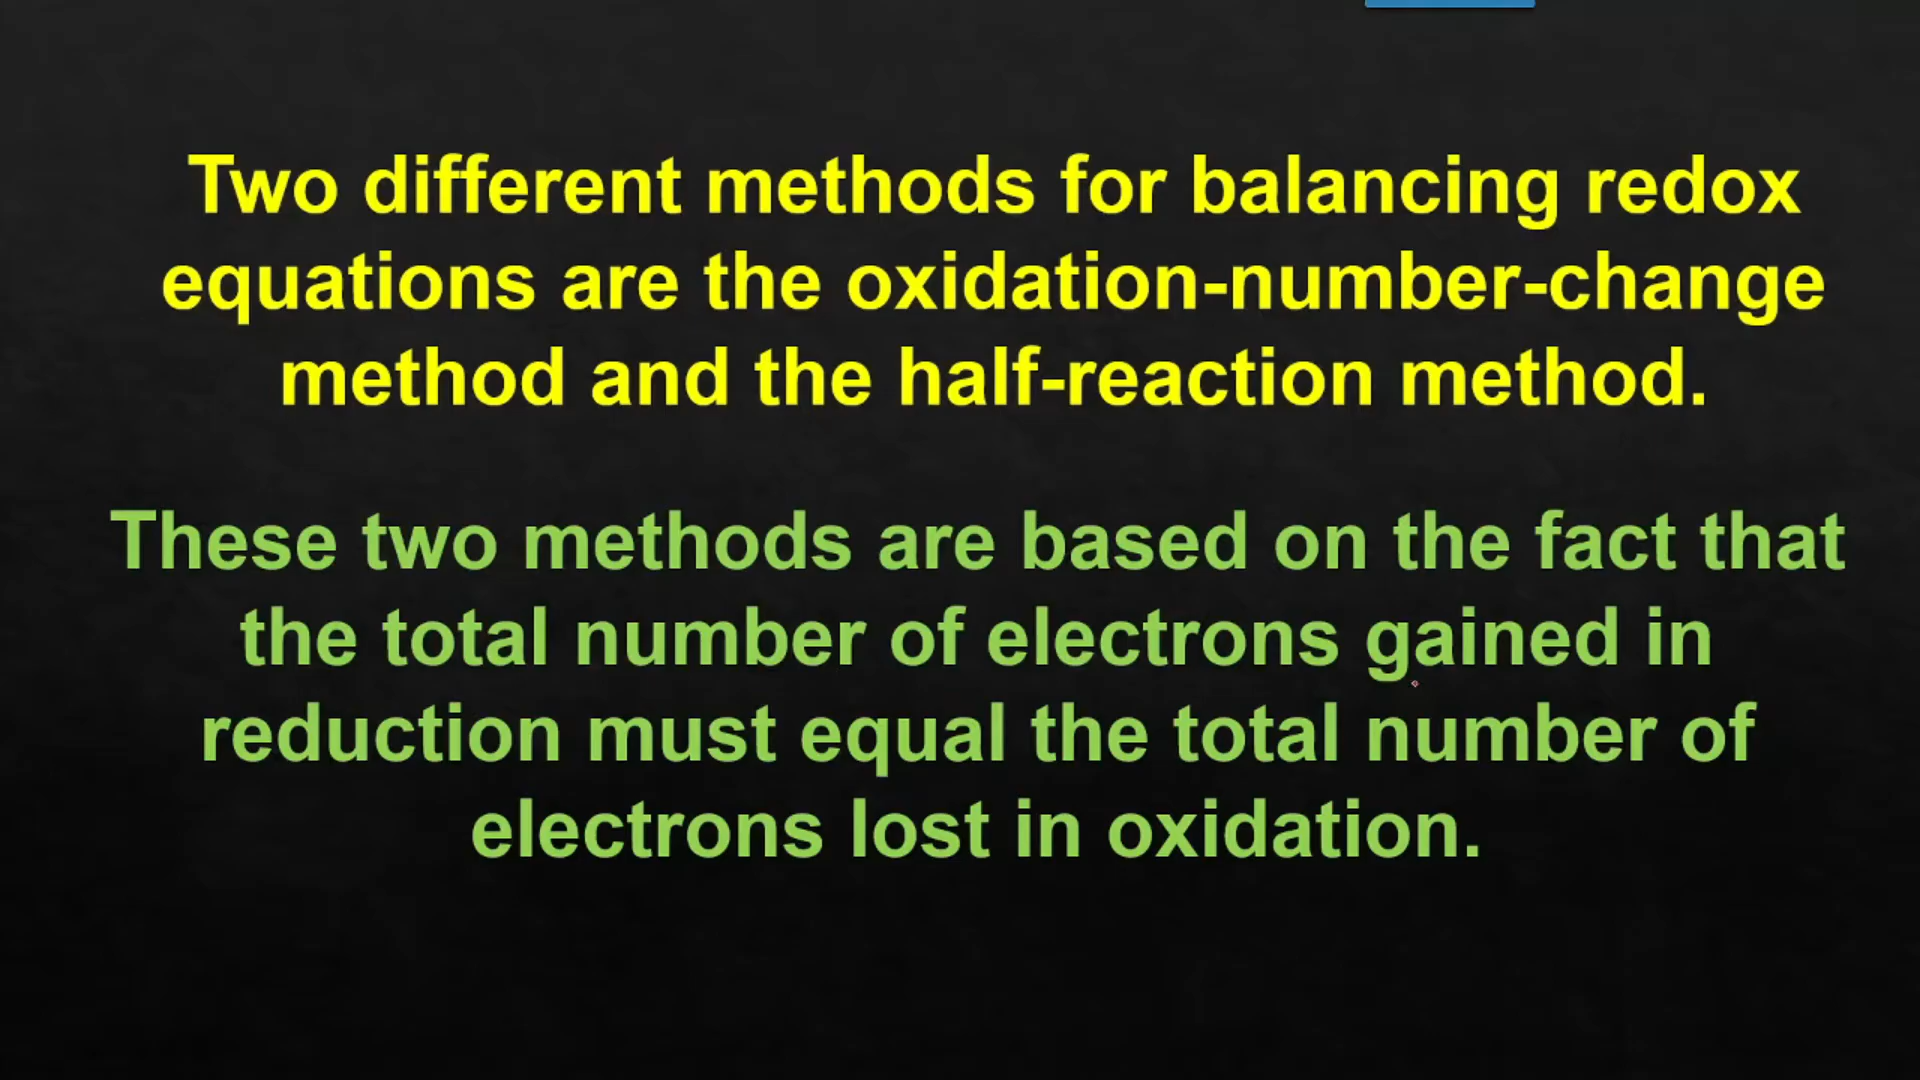 Two different methods for balancing redox
equations are the oxidation-number-change
method and the half-reaction method.
These two methods are based on the fact that
the total number of electrons gained in
reduction must equal the total number of
electrons lost in oxidation.